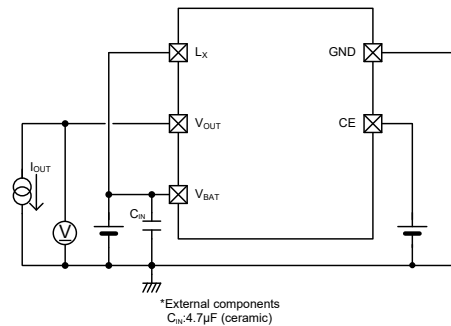 LX
GND
VOUT
CE
IOUT
VBAT
CIN
V
*External components
CIN:4.7µF (ceramic)